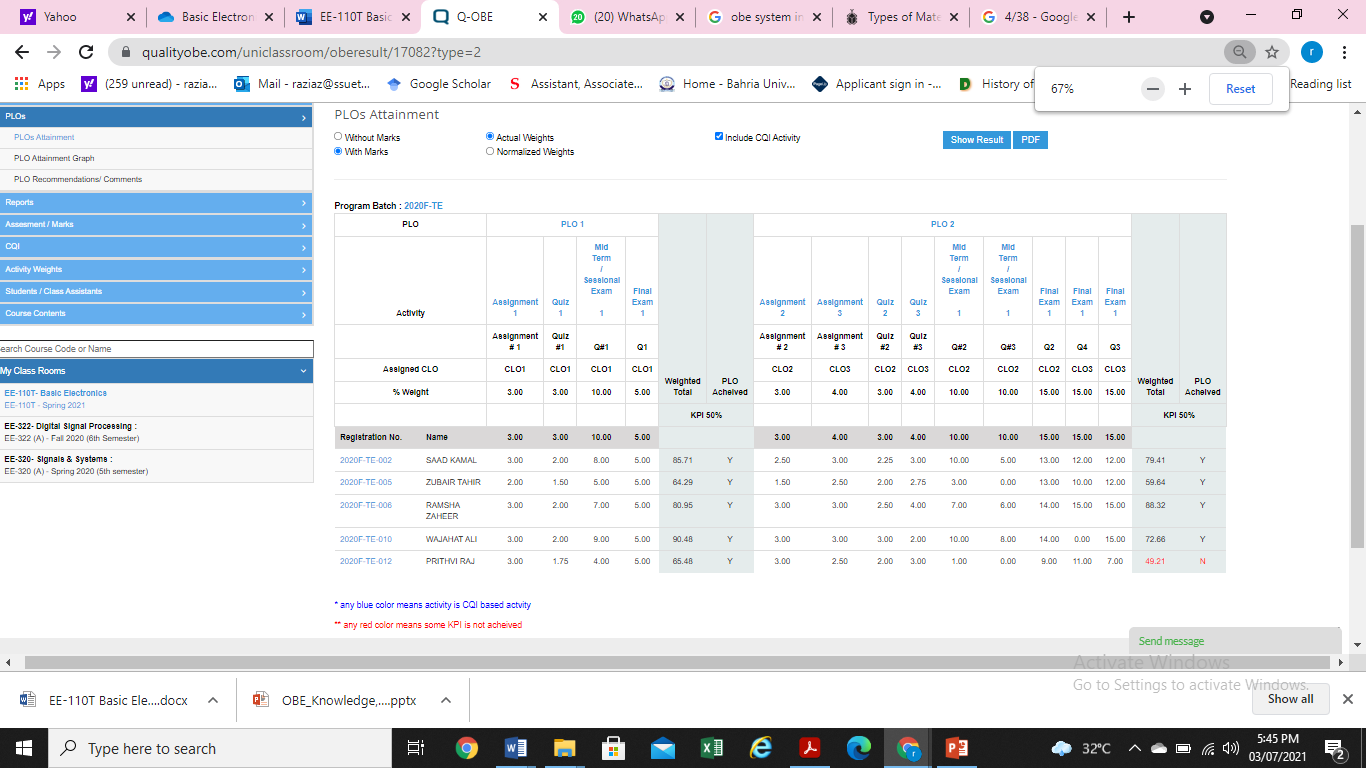 Yahoo
Basic Electron
EE-110T Basic
Q-OBE
(20) WhatsAp
obe system in
Types of Mate
4/38 - Google
qualityobe.com/uniclassroom/oberesult/17082?type=2
Apps
(259 unread) - razia...
Mail - raziaz@ssuet...
Google Scholar
Assistant, Associate...
Home - Bahria Univ...
Applicant sign in -...
History of
Reading list
67%
Reset
PLOs
PLOs Attainment
PLO Attainment Graph
PLO Recommendations/ Comments
Reports
Assesment / Marks
CQI
Activity Weights
Students / Class Assistants
Course Contents
earch Course Code or Name
My Class Rooms
EE-110T- Basic Electronics
EE-110T - Spring 2021
EE-322- Digital Signal Processing :
EE-322 (A) - Fall 2020 (6th Semester)
EE-320- Signals & Systems :
EE-320 (A) - Spring 2020 (5th semester)
PLOs Attainment
Without Marks
With Marks
Actual Weights
Normalized Weights
Include CQI Activity
Show Result
PDF
Program Batch : 2020F-TE
PLO PLO 1 PLO 2
Activity Assignment 1 Quiz 1 Mid Term / Sessional Exam 1 Final Exam 1 Assignment 2 Assignment 3 Quiz 2 Quiz 3 Mid Term / Sessional Exam 1 Mid Term / Sessional Exam 1 Final Exam 1 Final Exam 1 Final Exam 1
Assignment # 1 Quiz #1 Q#1 Q1 Assignment # 2 Assignment # 3 Quiz #2 Quiz #3 Q#2 Q#3 Q2 Q4 Q3
Assigned CLO CLO1 CLO1 CLO1 CLO1 CLO2 CLO3 CLO2 CLO3 CLO2 CLO2 CLO2 CLO3 CLO3
% Weight 3.00 3.00 10.00 5.00 Weighted Total PLO Acheived 3.00 4.00 3.00 4.00 10.00 10.00 15.00 15.00 15.00 Weighted Total PLO Acheived
KPI 50% KPI 50%
Registration No. Name 3.00 3.00 10.00 5.00 3.00 4.00 3.00 4.00 10.00 10.00 15.00 15.00 15.00
2020F-TE-002 SAAD KAMAL 3.00 2.00 8.00 5.00 85.71 Y 2.50 3.00 2.25 3.00 10.00 5.00 13.00 12.00 12.00 79.41 Y
2020F-TE-005 ZUBAIR TAHIR 2.00 1.50 5.00 5.00 64.29 Y 1.50 2.50 2.00 2.75 3.00 0.00 13.00 10.00 12.00 59.64 Y
2020F-TE-006 RAMSHA ZAHEER 3.00 2.00 7.00 5.00 80.95 Y 3.00 3.00 2.50 4.00 7.00 6.00 14.00 15.00 15.00 88.32 Y
2020F-TE-010 WAJAHAT ALI 3.00 2.00 9.00 5.00 90.48 Y 3.00 3.00 3.00 2.00 10.00 8.00 14.00 0.00 15.00 72.66 Y
2020F-TE-012 PRITHVI RAJ 3.00 1.75 4.00 5.00 65.48 Y 3.00 2.50 2.00 3.00 1.00 0.00 9.00 11.00 7.00 49.21 N
* any blue color means activity is CQI based actvity
** any red color means some KPI is not acheived
Send message
Activate Windows
Go to Settings to activate Windows.
EE-110T Basic Ele....docx
OBE_Knowledge,....pptx
Show all
Type here to search
32°C
5:45 PM
03/07/2021
2